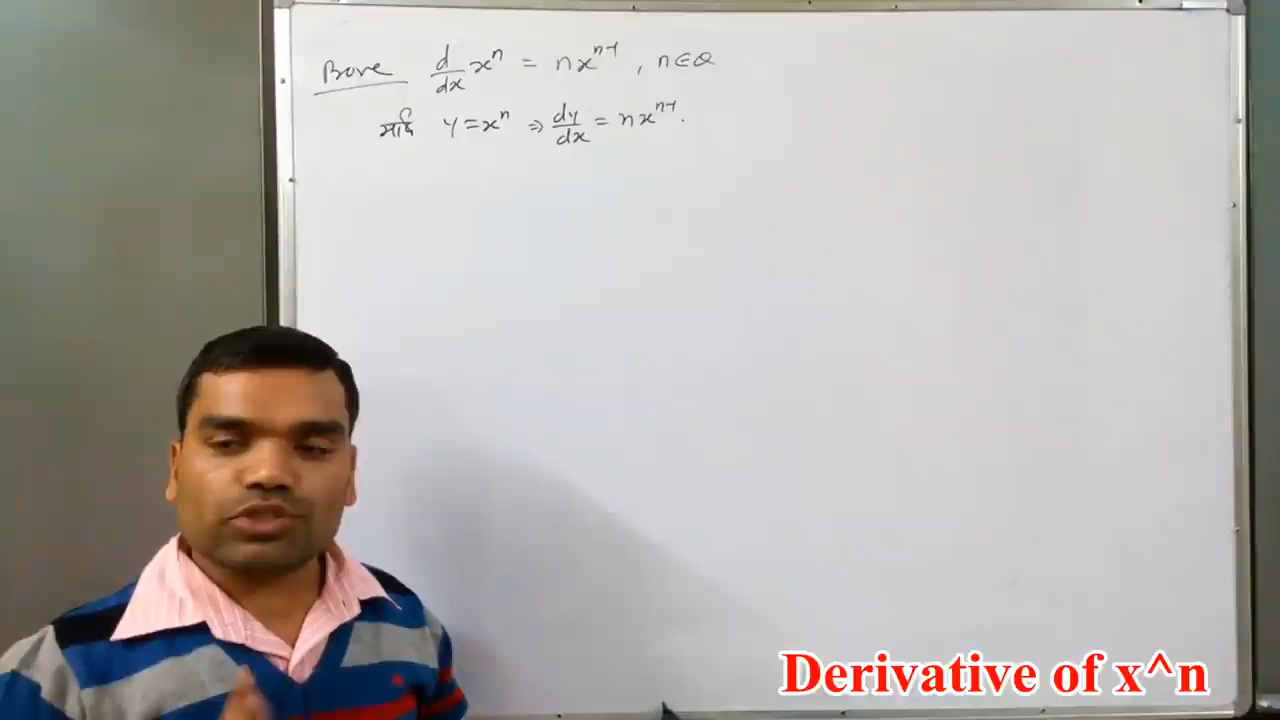 Prove d/dx x^n = nx^(n-1), n∈Q
यदि y=x^n ⇒ dy/dx = nx^(n-1).
Derivative of x^n